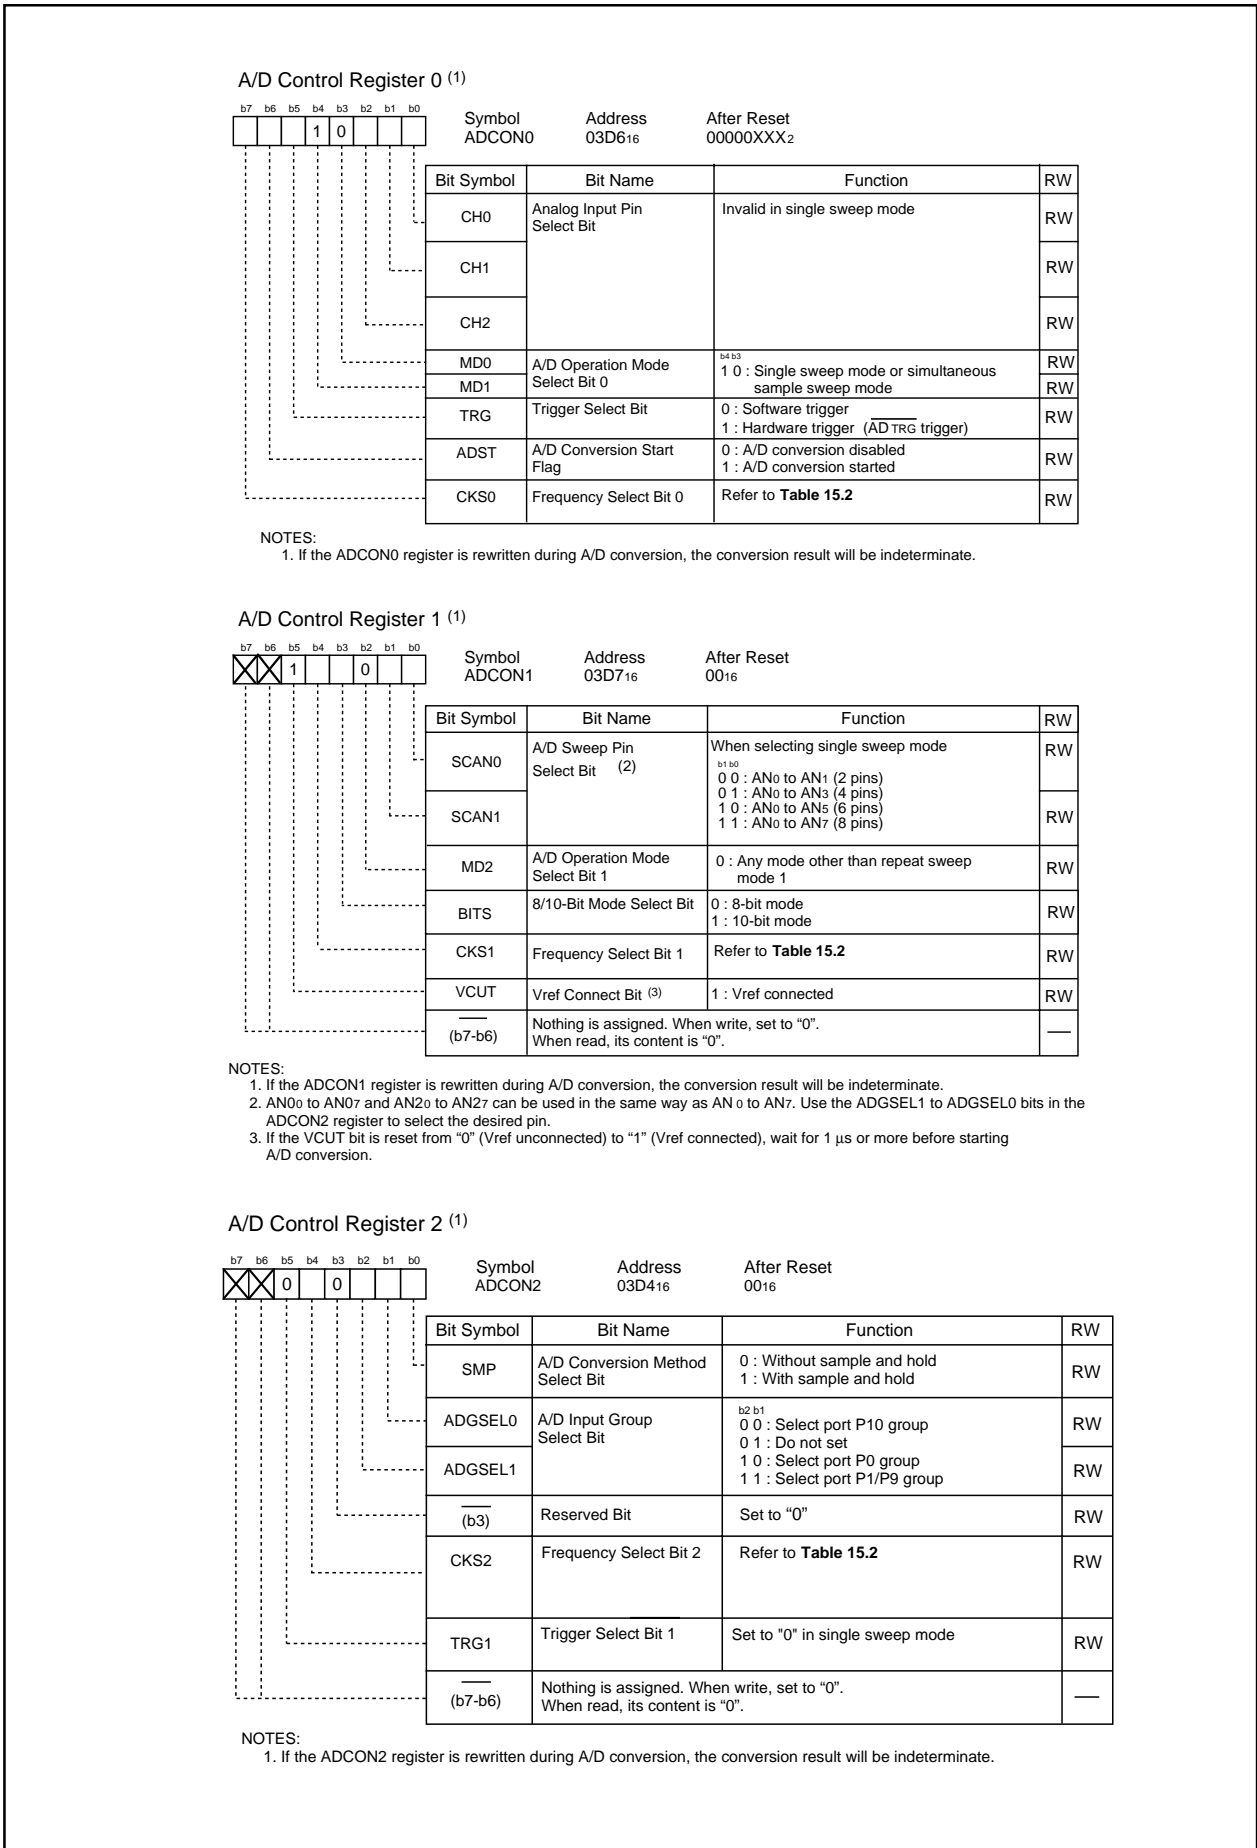 A/D Control Register 0 (1)
b7 b6 b5 b4 b3 b2 b1 b0
1 0
Symbol Address After Reset
ADCON0 03D616 00000XXX2
Bit Symbol Bit Name Function RW
CH0 Analog Input Pin Select Bit Invalid in single sweep mode RW
CH1 RW
CH2 RW
MD0 A/D Operation Mode Select Bit 0 b4 b3 RW
1 0 : Single sweep mode or simultaneous
sample sweep mode
MD1 RW
TRG Trigger Select Bit 0 : Software trigger RW
1 : Hardware trigger (ADTRG trigger)
ADST A/D Conversion Start Flag 0 : A/D conversion disabled RW
1 : A/D conversion started
CKS0 Frequency Select Bit 0 Refer to Table 15.2 RW
NOTES:
1. If the ADCON0 register is rewritten during A/D conversion, the conversion result will be indeterminate.
A/D Control Register 1 (1)
b7 b6 b5 b4 b3 b2 b1 b0
1 0
Symbol Address After Reset
ADCON1 03D716 0016
Bit Symbol Bit Name Function RW
SCAN0 A/D Sweep Pin Select Bit (2) When selecting single sweep mode RW
b1 b0
0 0 : AN0 to AN1 (2 pins)
0 1 : AN0 to AN3 (4 pins)
1 0 : AN0 to AN5 (6 pins)
1 1 : AN0 to AN7 (8 pins)
SCAN1 RW
MD2 A/D Operation Mode Select Bit 1 0 : Any mode other than repeat sweep RW
mode 1
BITS 8/10-Bit Mode Select Bit 0 : 8-bit mode RW
1 : 10-bit mode
CKS1 Frequency Select Bit 1 Refer to Table 15.2 RW
VCUT Vref Connect Bit (3) 1 : Vref connected RW
(b7-b6) Nothing is assigned. When write, set to “0”.
When read, its content is “0”.
NOTES:
1. If the ADCON1 register is rewritten during A/D conversion, the conversion result will be indeterminate.
2. AN00 to AN07 and AN20 to AN27 can be used in the same way as AN 0 to AN7. Use the ADGSEL1 to ADGSEL0 bits in the
ADCON2 register to select the desired pin.
3. If the VCUT bit is reset from “0” (Vref unconnected) to “1” (Vref connected), wait for 1 μs or more before starting
A/D conversion.
A/D Control Register 2 (1)
b7 b6 b5 b4 b3 b2 b1 b0
0 0
Symbol Address After Reset
ADCON2 03D416 0016
Bit Symbol Bit Name Function RW
SMP A/D Conversion Method Select Bit 0 : Without sample and hold RW
1 : With sample and hold
ADGSEL0 A/D Input Group Select Bit b2 b1 RW
0 0 : Select port P10 group
0 1 : Do not set
1 0 : Select port P0 group
1 1 : Select port P1/P9 group
ADGSEL1 RW
(b3) Reserved Bit Set to “0” RW
CKS2 Frequency Select Bit 2 Refer to Table 15.2 RW
TRG1 Trigger Select Bit 1 Set to "0" in single sweep mode RW
(b7-b6) Nothing is assigned. When write, set to “0”.
When read, its content is “0”.
NOTES:
1. If the ADCON2 register is rewritten during A/D conversion, the conversion result will be indeterminate.